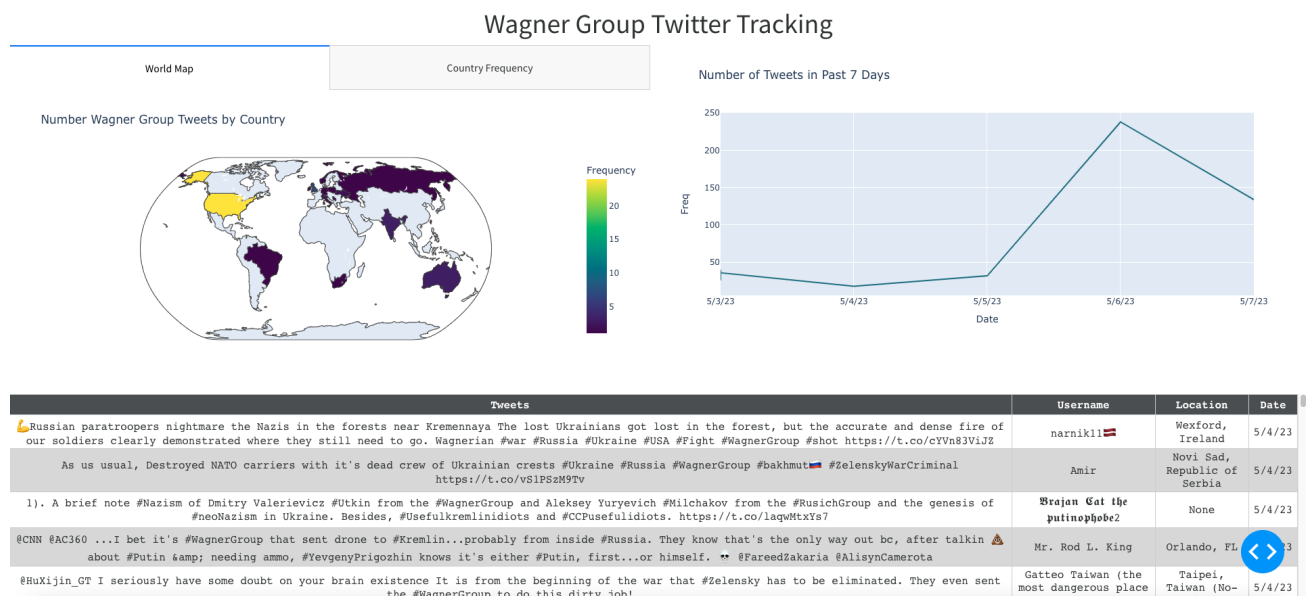 Wagner Group Twitter Tracking
World Map
Country Frequency
Number Wagner Group Tweets by Country
Frequency
20
15
10
5
Number of Tweets in Past 7 Days
250
200
150
100
50
Freq
5/3/23
5/4/23
5/5/23
5/6/23
5/7/23
Date
Tweets Username Location Date
💪Russian paratroopers nightmare the Nazis in the forests near Kremennaya The lost Ukrainians got lost in the forest, but the accurate and dense fire of
our soldiers clearly demonstrated where they still need to go. Wagnerian #war #Russia #Ukraine #USA #Fight #WagnerGroup #shot https://t.co/cYVn83ViJZ
narnik11🇱🇻
Wexford,
Ireland
5/4/23
As us usual, Destroyed NATO carriers with it's dead crew of Ukrainian crests #Ukraine #Russia #WagnerGroup #bakhmut🇷🇺 #ZelenskyWarCriminal
https://t.co/vS1PSzM9Tv
Amir
Novi Sad,
Republic of
Serbia
5/4/23
1). A brief note #Nazism of Dmitry Valerievicz #Utkin from the #WagnerGroup and Aleksey Yuryevich #Milchakov from the #RusichGroup and the genesis of
#neoNazism in Ukraine. Besides, #Usefulkremlinidiots and #CCPusefulidiots. https://t.co/laqwMtxYs7
𝕭𝖗𝖆𝖏𝖆𝖓 𝕮𝖆𝖙 𝖙𝖍𝖊
𝖕𝖚𝖙𝖎𝖓𝖔𝖕𝖍𝖔𝖇𝖊2
None
5/4/23
@CNN @AC360 ...I bet it's #WagnerGroup that sent drone to #Kremlin...probably from inside #Russia. They know that's the only way out bc, after talkin 💩
about #Putin &amp; needing ammo, #YevgenyPrigozhin knows it's either #Putin, first...or himself. 💀 @FareedZakaria @AlisynCamerota
Mr. Rod L. King
Orlando, FL
3
@HuXijin_GT I seriously have some doubt on your brain existence It is from the beginning of the war that #Zelensky has to be eliminated. They even sent
the #WagnerGroup to do this dirty job!
Gatteo Taiwan (the
most dangerous place
Taipei,
Taiwan (No-
5/4/23